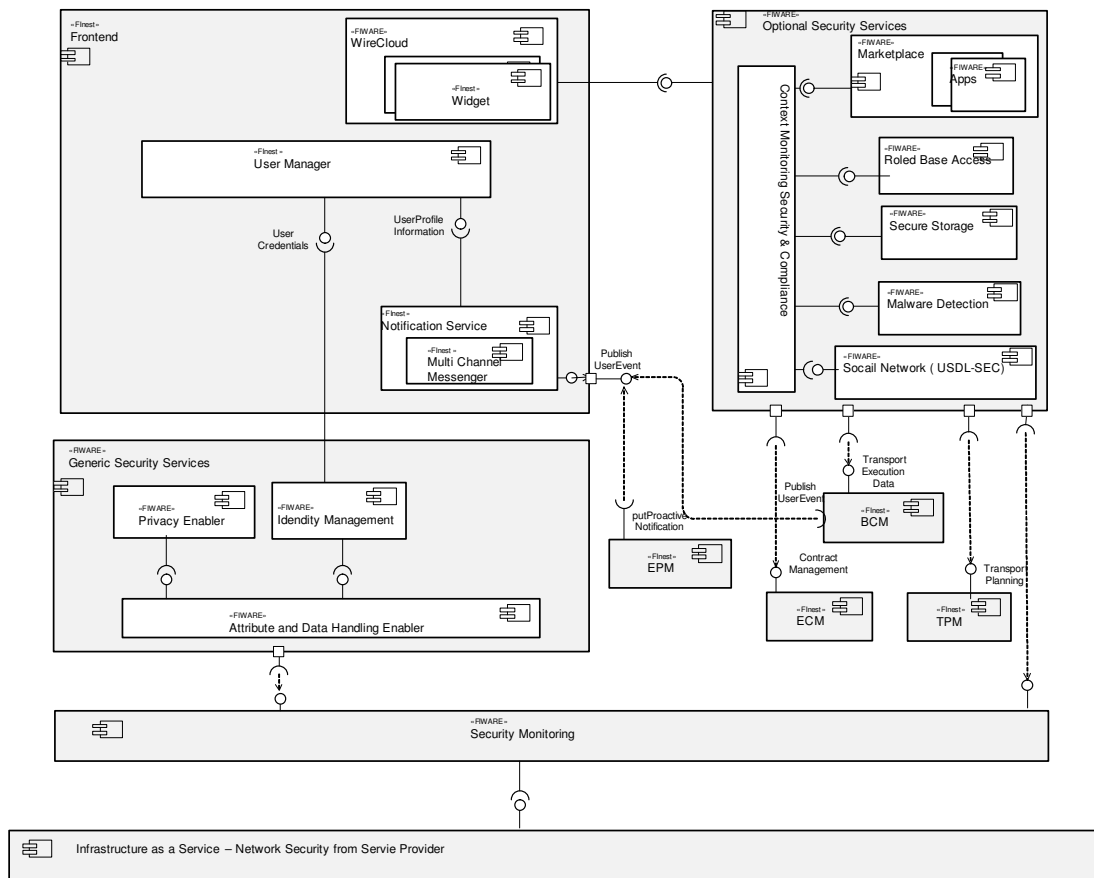 «FInest»
Frontend
«FIWARE»
WireCloud
«FInest»
Widget
«FInest»
User Manager
User
Credentials
UserProfile
Information
«FInest»
Notification Service
«FInest»
Multi Channel
Messenger
Publish
UserEvent
«FIWARE»
Optional Security Services
Context Monitoring Security & Compliance
«FIWARE»
Marketplace
«FIWARE»
Apps
«FIWARE»
Roled Base Access
«FIWARE»
Secure Storage
«FIWARE»
Malware Detection
«FIWARE»
Socail Network ( USDL-SEC)
«FIWARE»
Generic Security Services
«FIWARE»
Privacy Enabler
«FIWARE»
Idendity Management
«FIWARE»
Attribute and Data Handling Enabler
putProactive
Notification
«FInest»
EPM
Publish
UserEvent
Transport
Execution
Data
«FInest»
BCM
Contract
Management
«FInest»
ECM
Transport
Planning
«FInest»
TPM
«FIWARE»
Security Monitoring
Infrastructure as a Service – Network Security from Servie Provider